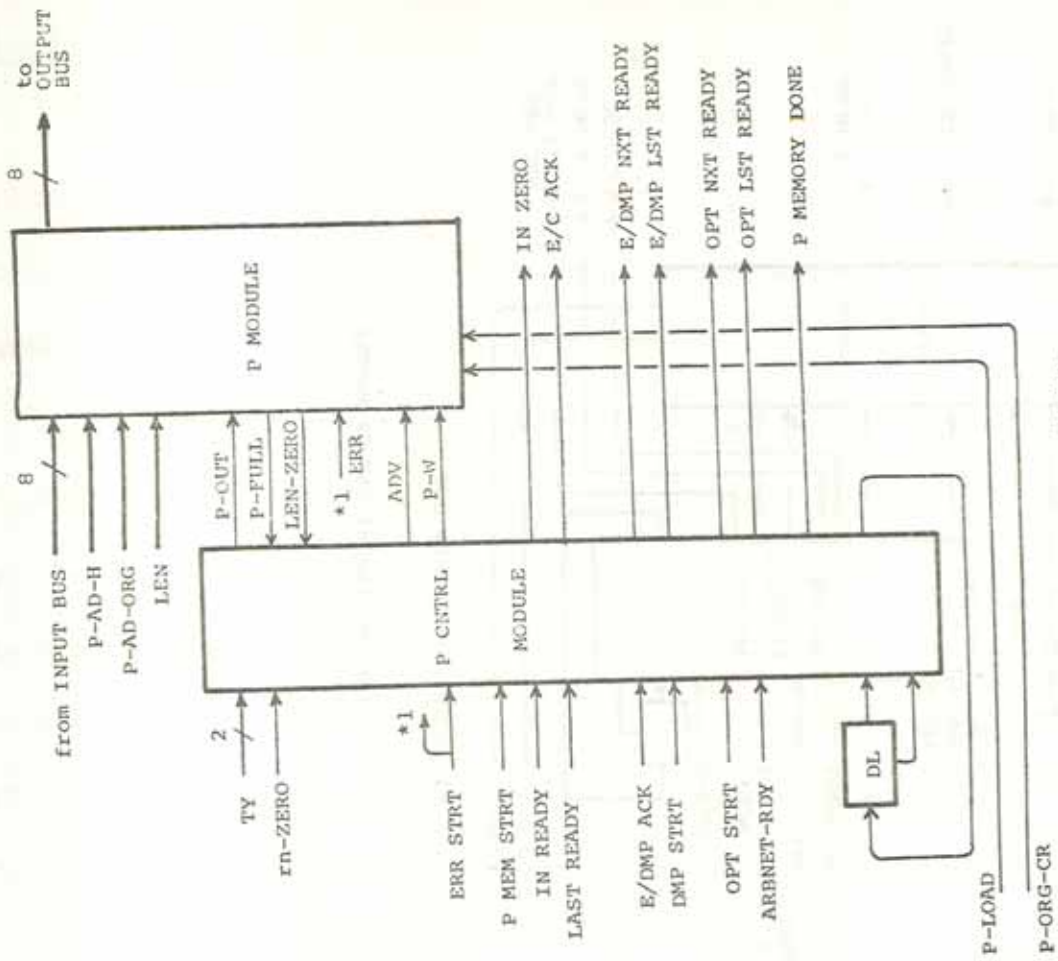 8
to
OUTPUT
BUS
8
from INPUT BUS
P-AD-H
P-AD-ORG
LEN
P MODULE
P-OUT
P-FULL
LEN-ZERO
*1
ERR
ADV
P-W
2
TY
rn-ZERO
*1
ERR STRT
P MEM STRT
IN READY
LAST READY
E/DMP ACK
DMP STRT
OPT STRT
ARBNET-RDY
P CNTRL
MODULE
IN ZERO
E/C ACK
E/DMP NXT READY
E/DMP LST READY
OPT NXT READY
OPT LST READY
P MEMORY DONE
DL
P-LOAD
P-ORG-CR